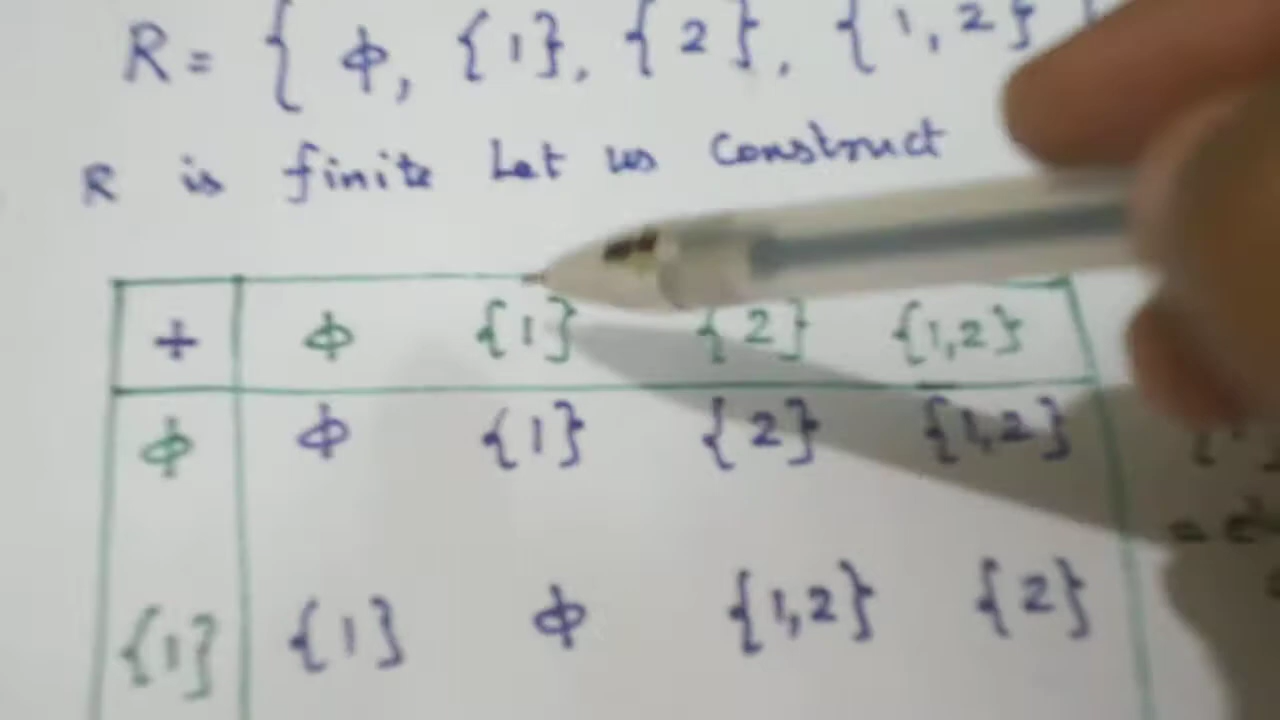 R = { ϕ, {1}, {2}, {1,2}
R is finite Let us construct
+ ϕ {1} {2} {1,2}
ϕ ϕ {1} {2} {1,2}
{1} {1} ϕ {1,2} {2}